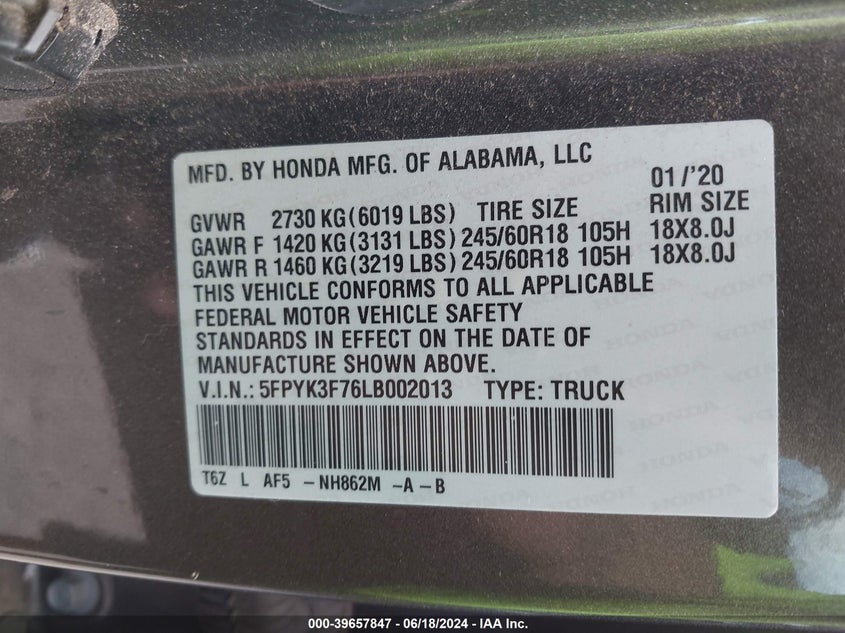 MFD. BY HONDA MFG. OF ALABAMA, LLC
01/'20
GVWR 2730 KG(6019 LBS) TIRE SIZE RIM SIZE
GAWR F 1420 KG(3131 LBS) 245/60R18 105H 18X8.0J
GAWR R 1460 KG(3219 LBS) 245/60R18 105H 18X8.0J
THIS VEHICLE CONFORMS TO ALL APPLICABLE
FEDERAL MOTOR VEHICLE SAFETY
STANDARDS IN EFFECT ON THE DATE OF
MANUFACTURE SHOWN ABOVE.
V.I.N.: 5FPYK3F76LB002013 TYPE: TRUCK
T6Z L AF5 -NH862M -A -B
000-39657847 - 06/18/2024 - IAA Inc.